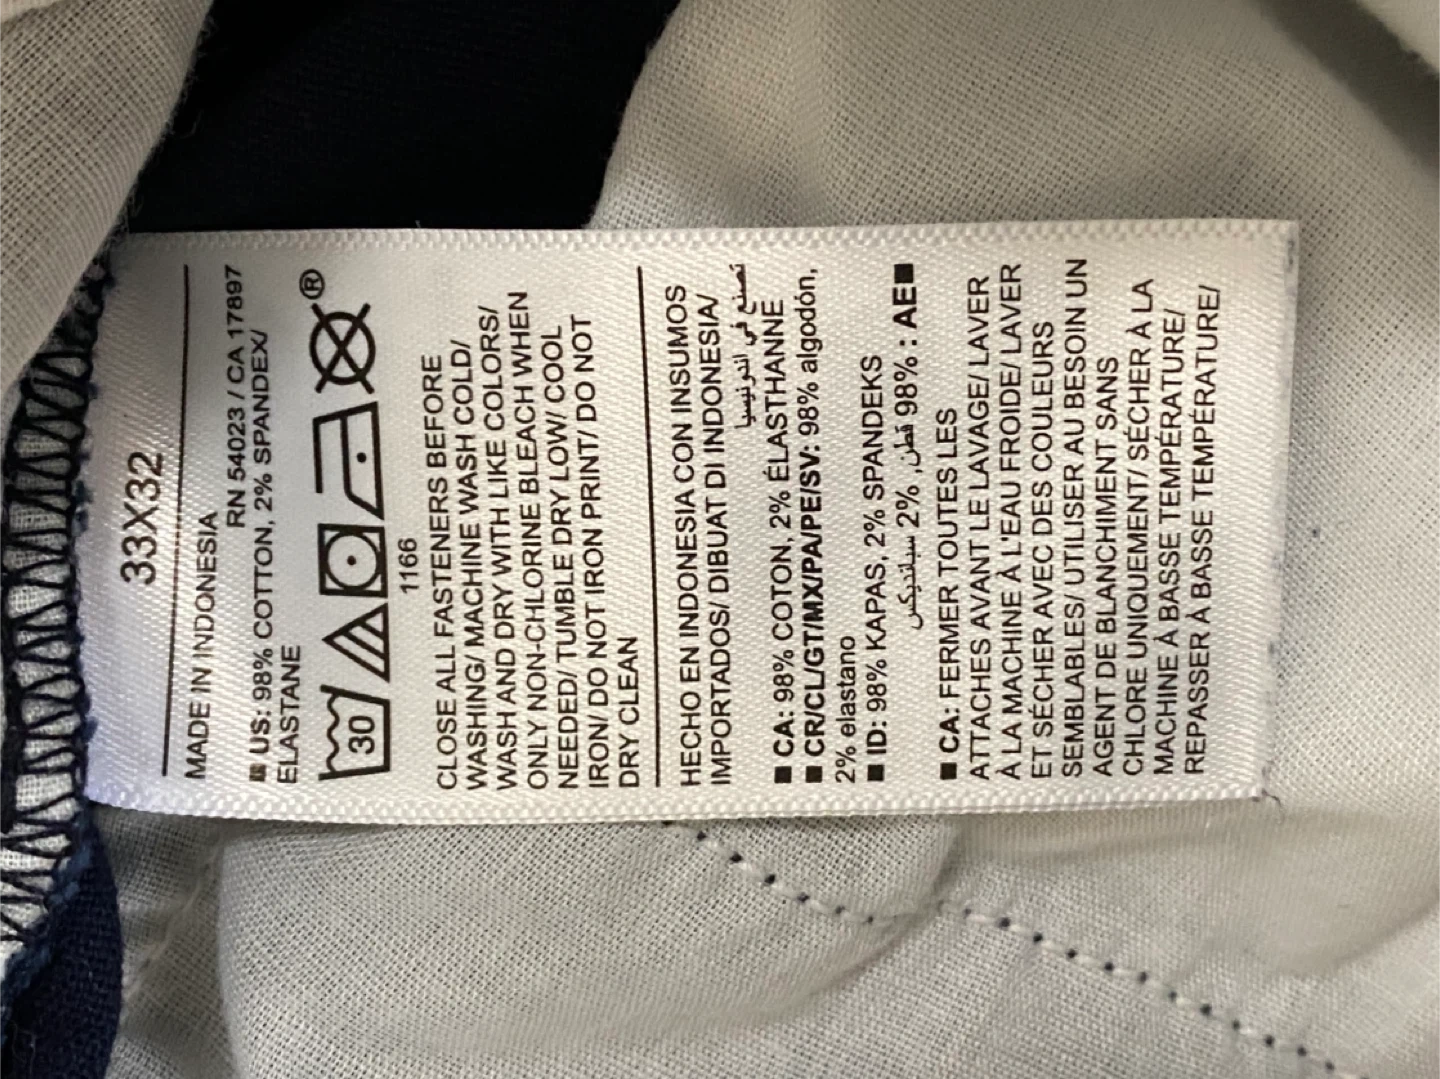 33X32
MADE IN INDONESIA
RN 54023 / CA 17897
■ US: 98% COTTON, 2% SPANDEX/
ELASTANE
30
®
1166
CLOSE ALL FASTENERS BEFORE
WASHING/ MACHINE WASH COLD/
WASH AND DRY WITH LIKE COLORS/
ONLY NON-CHLORINE BLEACH WHEN
NEEDED/ TUMBLE DRY LOW/ COOL
IRON/ DO NOT IRON PRINT/ DO NOT
DRY CLEAN
HECHO EN INDONESIA CON INSUMOS
IMPORTADOS/ DIBUAT DI INDONESIA/
تصنع في اندونيسيا
■ CA: 98% COTON, 2% ÉLASTHANNE
■ CR/CL/GT/MX/PA/PE/SV: 98% algodón,
2% elastano
■ ID: 98% KAPAS, 2% SPANDEKS
■AE : 98% قطن, 2% سباندیکس
■ CA: FERMER TOUTES LES
ATTACHES AVANT LE LAVAGE/ LAVER
À LA MACHINE À L'EAU FROIDE/ LAVER
ET SÉCHER AVEC DES COULEURS
SEMBLABLES/ UTILISER AU BESOIN UN
AGENT DE BLANCHIMENT SANS
CHLORE UNIQUEMENT/ SÉCHER À LA
MACHINE À BASSE TEMPÉRATURE/
REPASSER À BASSE TEMPÉRATURE/